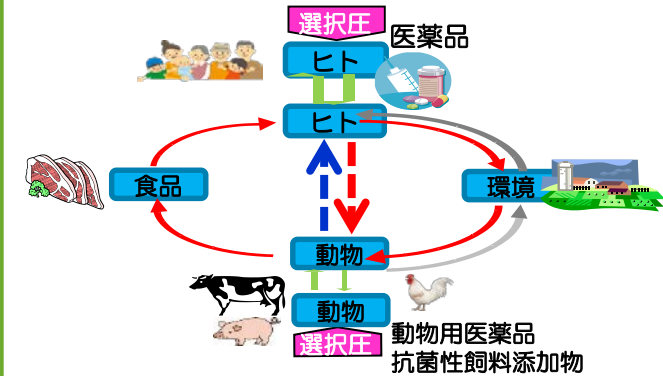 選択圧
医薬品
ヒト
ヒト
食品
環境
動物
動物
選択圧
動物用医薬品
抗菌性飼料添加物